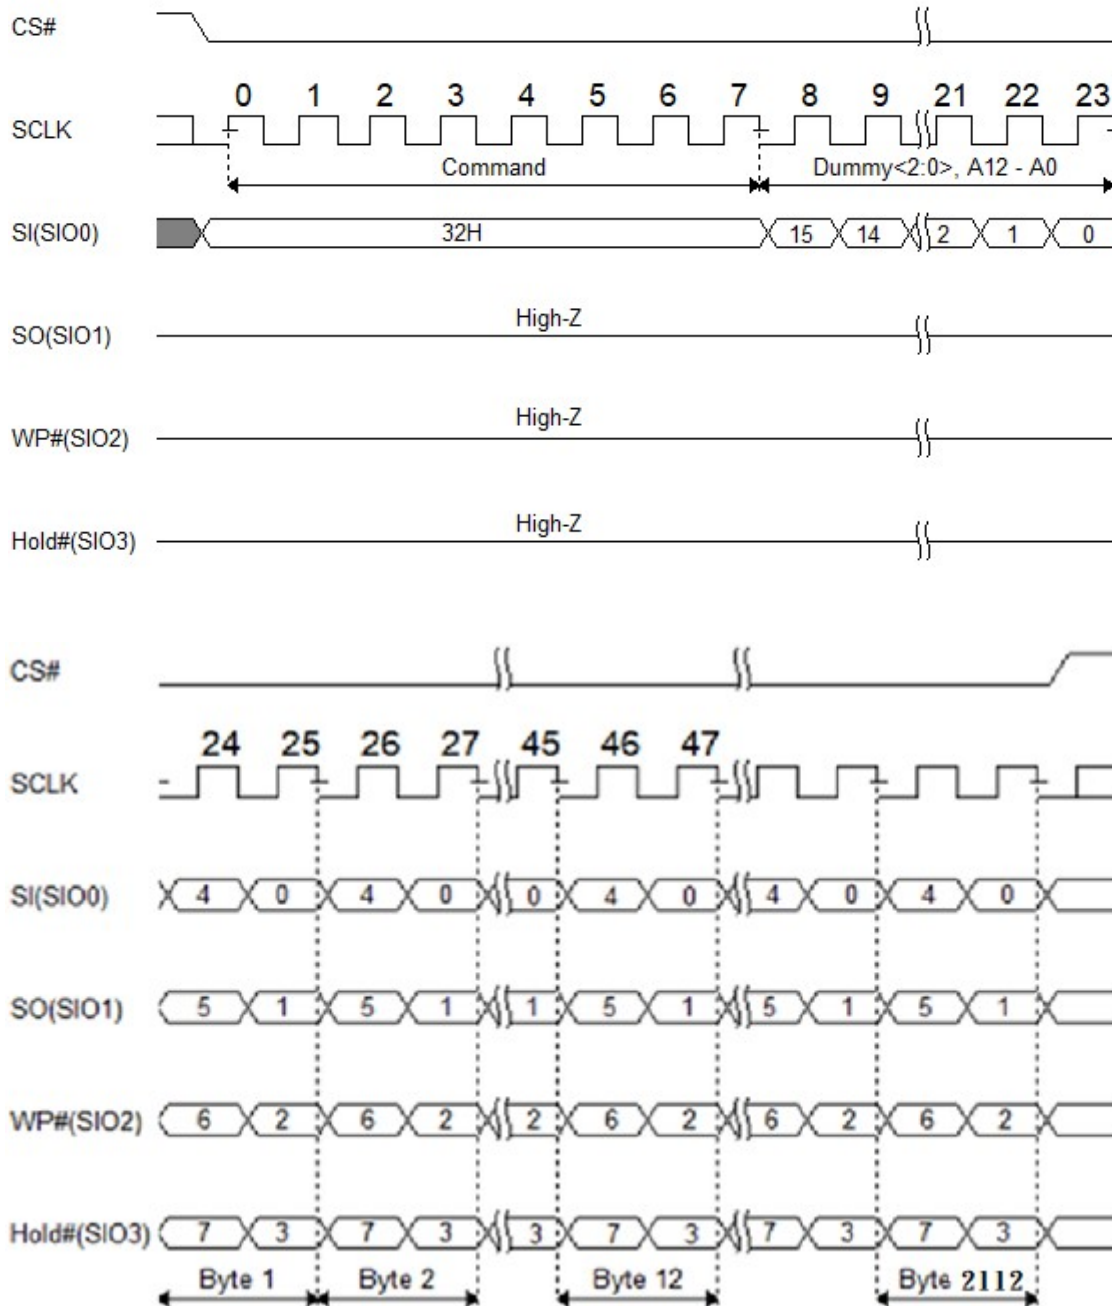 CS#
0 1 2 3 4 5 6 7 8 9 21 22 23
SCLK
Command Dummy<2:0>, A12 - A0
SI(SIO0) 32H 15 14 2 1 0
High-Z
SO(SIO1)
High-Z
WP#(SIO2)
High-Z
Hold#(SIO3)
CS#
24 25 26 27 45 46 47
SCLK
SI(SIO0) 4 0 4 0 0 4 0 4 0 4 0
SO(SIO1) 5 1 5 1 1 5 1 5 1 5 1
WP#(SIO2) 6 2 6 2 2 6 2 6 2 6 2
Hold#(SIO3) 7 3 7 3 3 7 3 7 3 7 3
Byte 1 Byte 2 Byte 12 Byte 2112